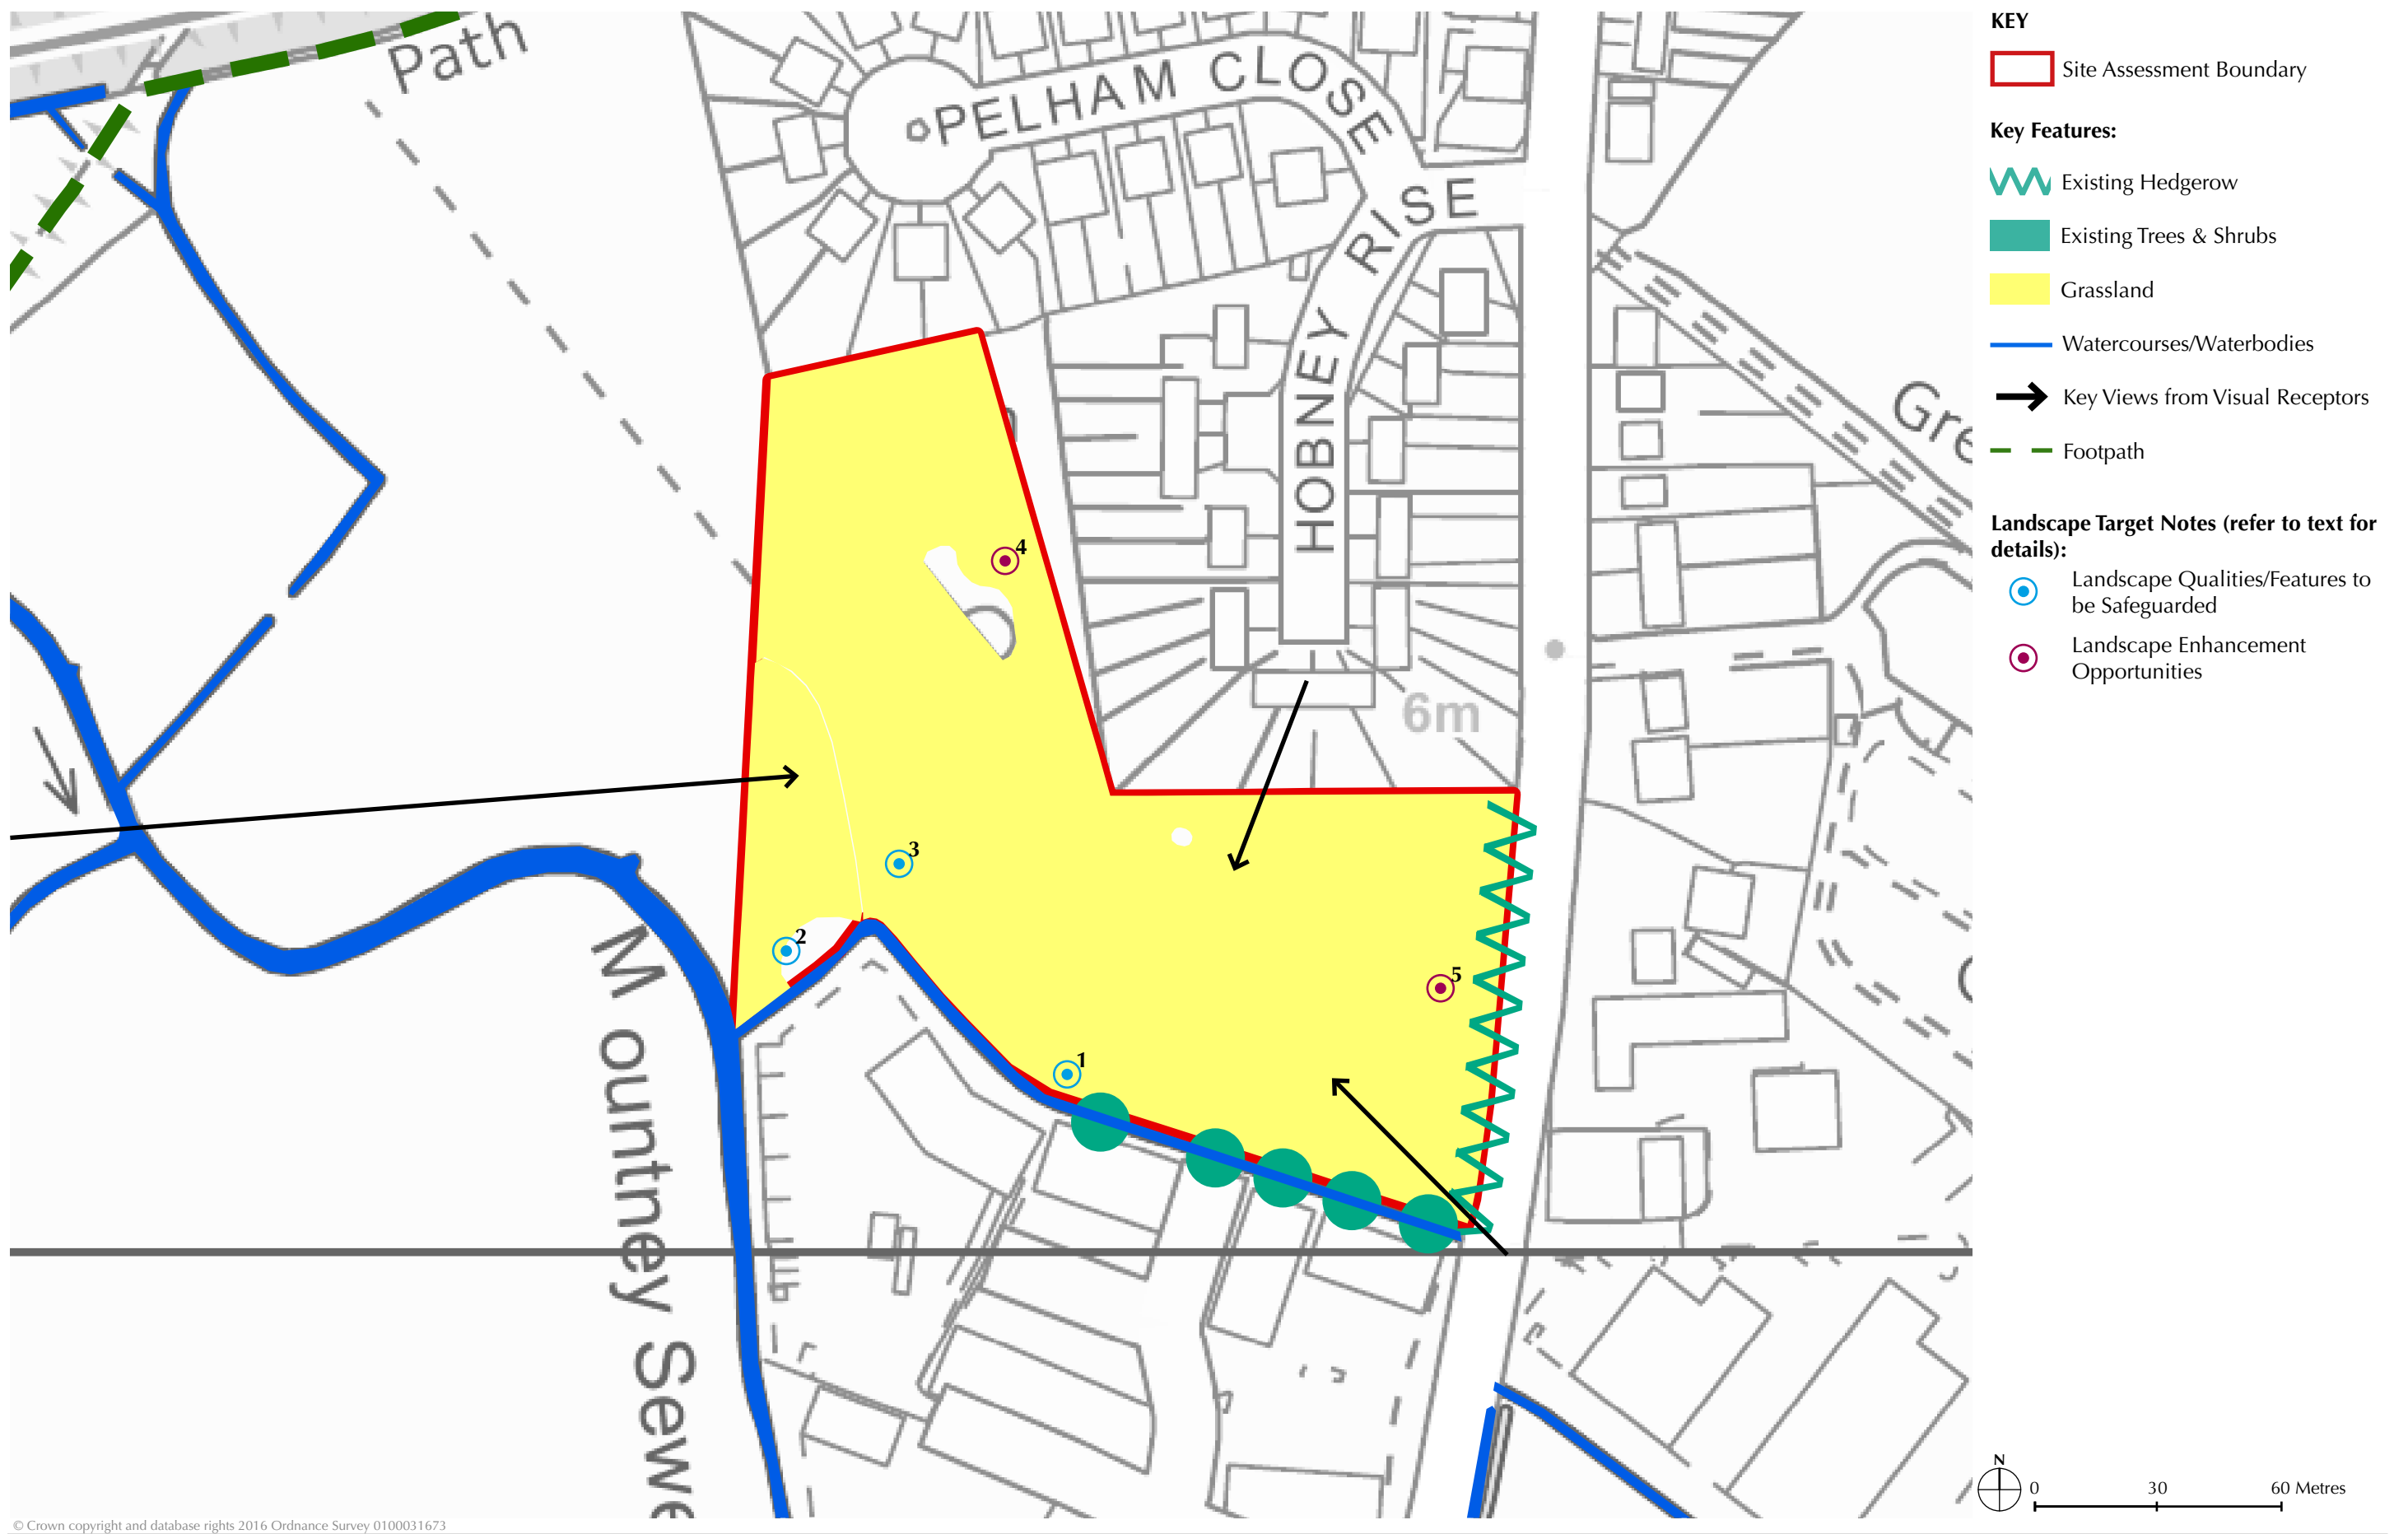 Path
PELHAM CLOSE
HOBNEY RISE
6m
Gre
M ountney Sewe
4
3
2
5
1
KEY
Site Assessment Boundary
Key Features:
Existing Hedgerow
Existing Trees & Shrubs
Grassland
Watercourses/Waterbodies
Key Views from Visual Receptors
Footpath
Landscape Target Notes (refer to text for
details):
Landscape Qualities/Features to
be Safeguarded
Landscape Enhancement
Opportunities
N
0 30 60 Metres
© Crown copyright and database rights 2016 Ordnance Survey 0100031673